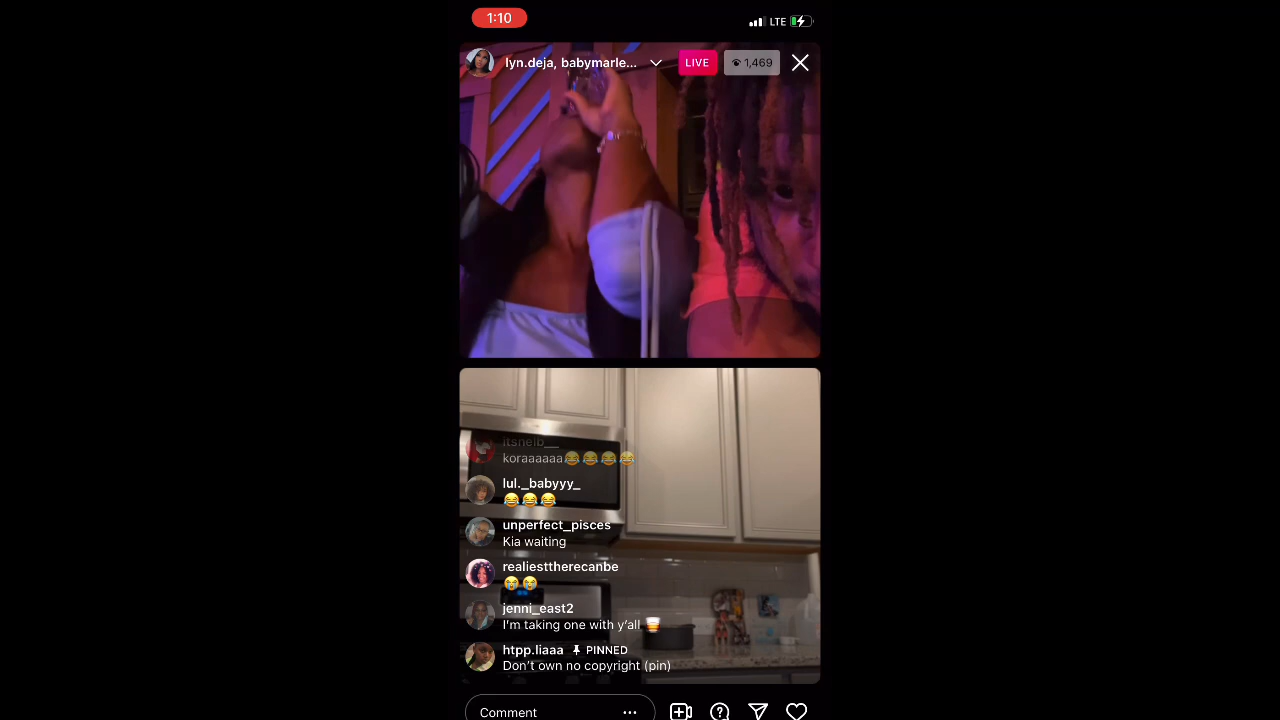 1:10
LTE
lyn.deja, babymarle...
LIVE
1,469
itsneib__
koraaaaaa😂😂😂😂
lul._babyyy_
😂😂😂
unperfect_pisces
Kia waiting
realiesttherecanbe
😭😭
jenni_east2
I'm taking one with y'all 🥃
htpp.liaaa PINNED
Don't own no copyright (pin)
Comment